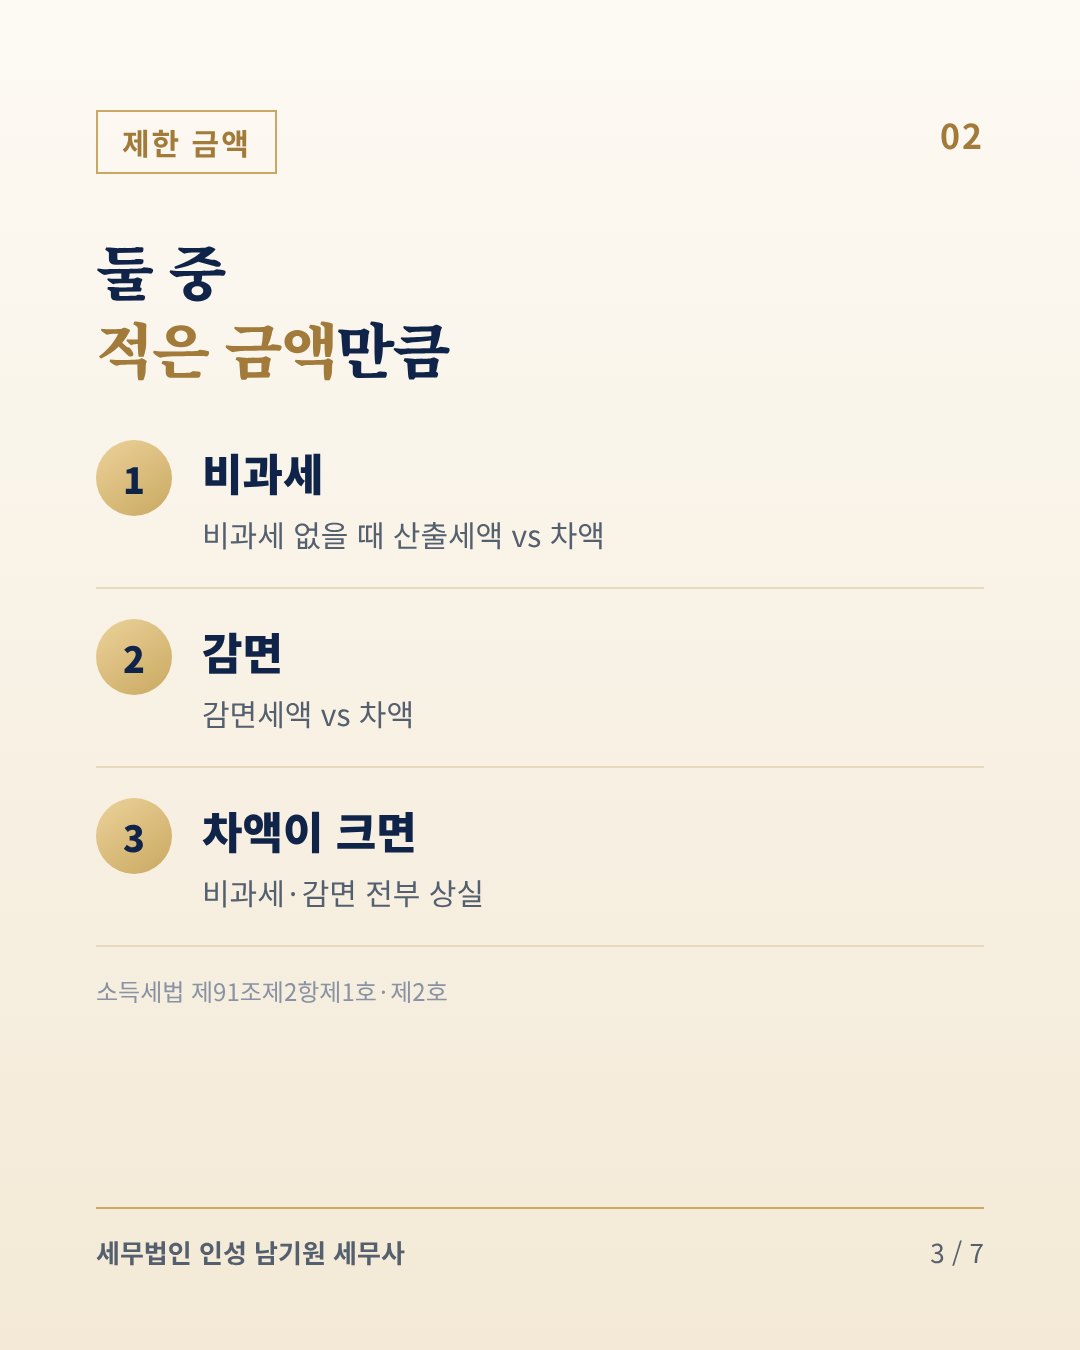 제한 금액
02
둘 중
적은 금액만큼
1
비과세
비과세 없을 때 산출세액 vs 차액
2
감면
감면세액 vs 차액
3
차액이 크면
비과세·감면 전부 상실
소득세법 제91조제2항제1호·제2호
세무법인 인성 남기원 세무사
3 / 7